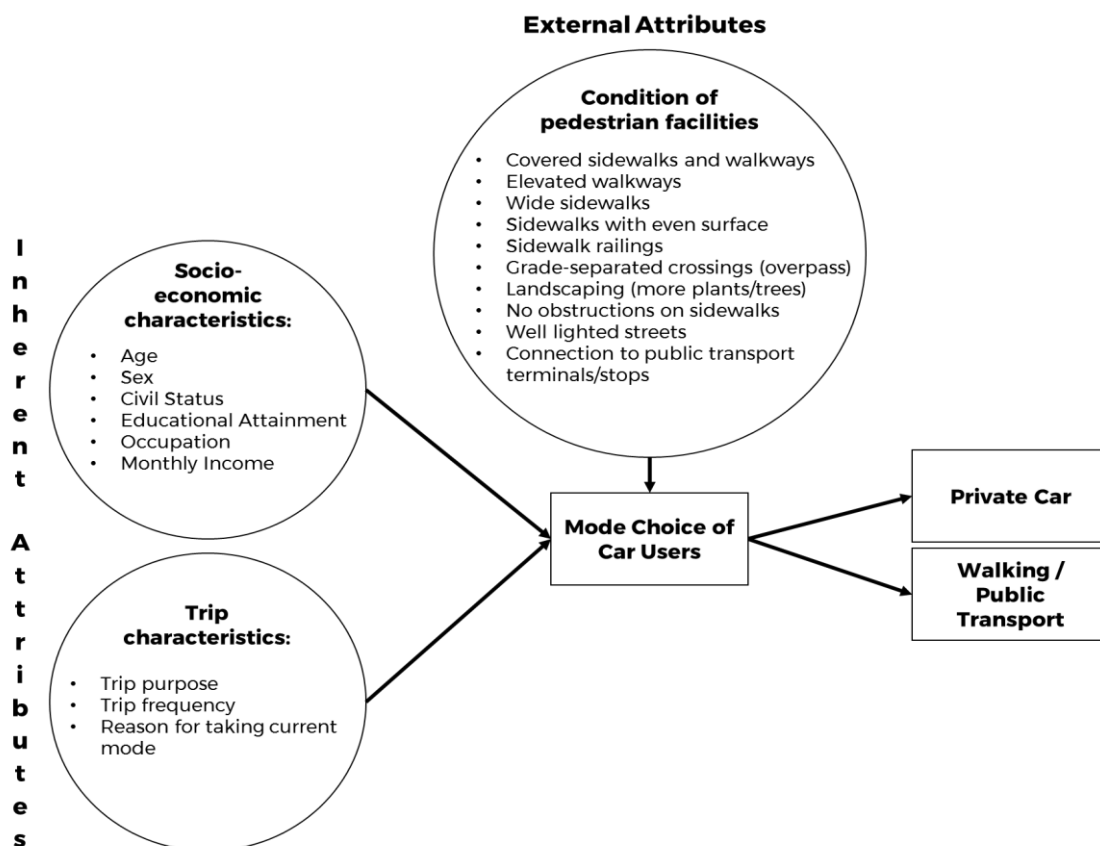 External Attributes
Condition of
pedestrian facilities
• Covered sidewalks and walkways
• Elevated walkways
• Wide sidewalks
• Sidewalks with even surface
• Sidewalk railings
• Grade-separated crossings (overpass)
• Landscaping (more plants/trees)
• No obstructions on sidewalks
• Well lighted streets
• Connection to public transport
terminals/stops
Inherent Attributes
Socio-
economic
characteristics:
• Age
• Sex
• Civil Status
• Educational Attainment
• Occupation
• Monthly Income
Trip
characteristics:
• Trip purpose
• Trip frequency
• Reason for taking current
mode
Mode Choice of
Car Users
Private Car
Walking /
Public
Transport